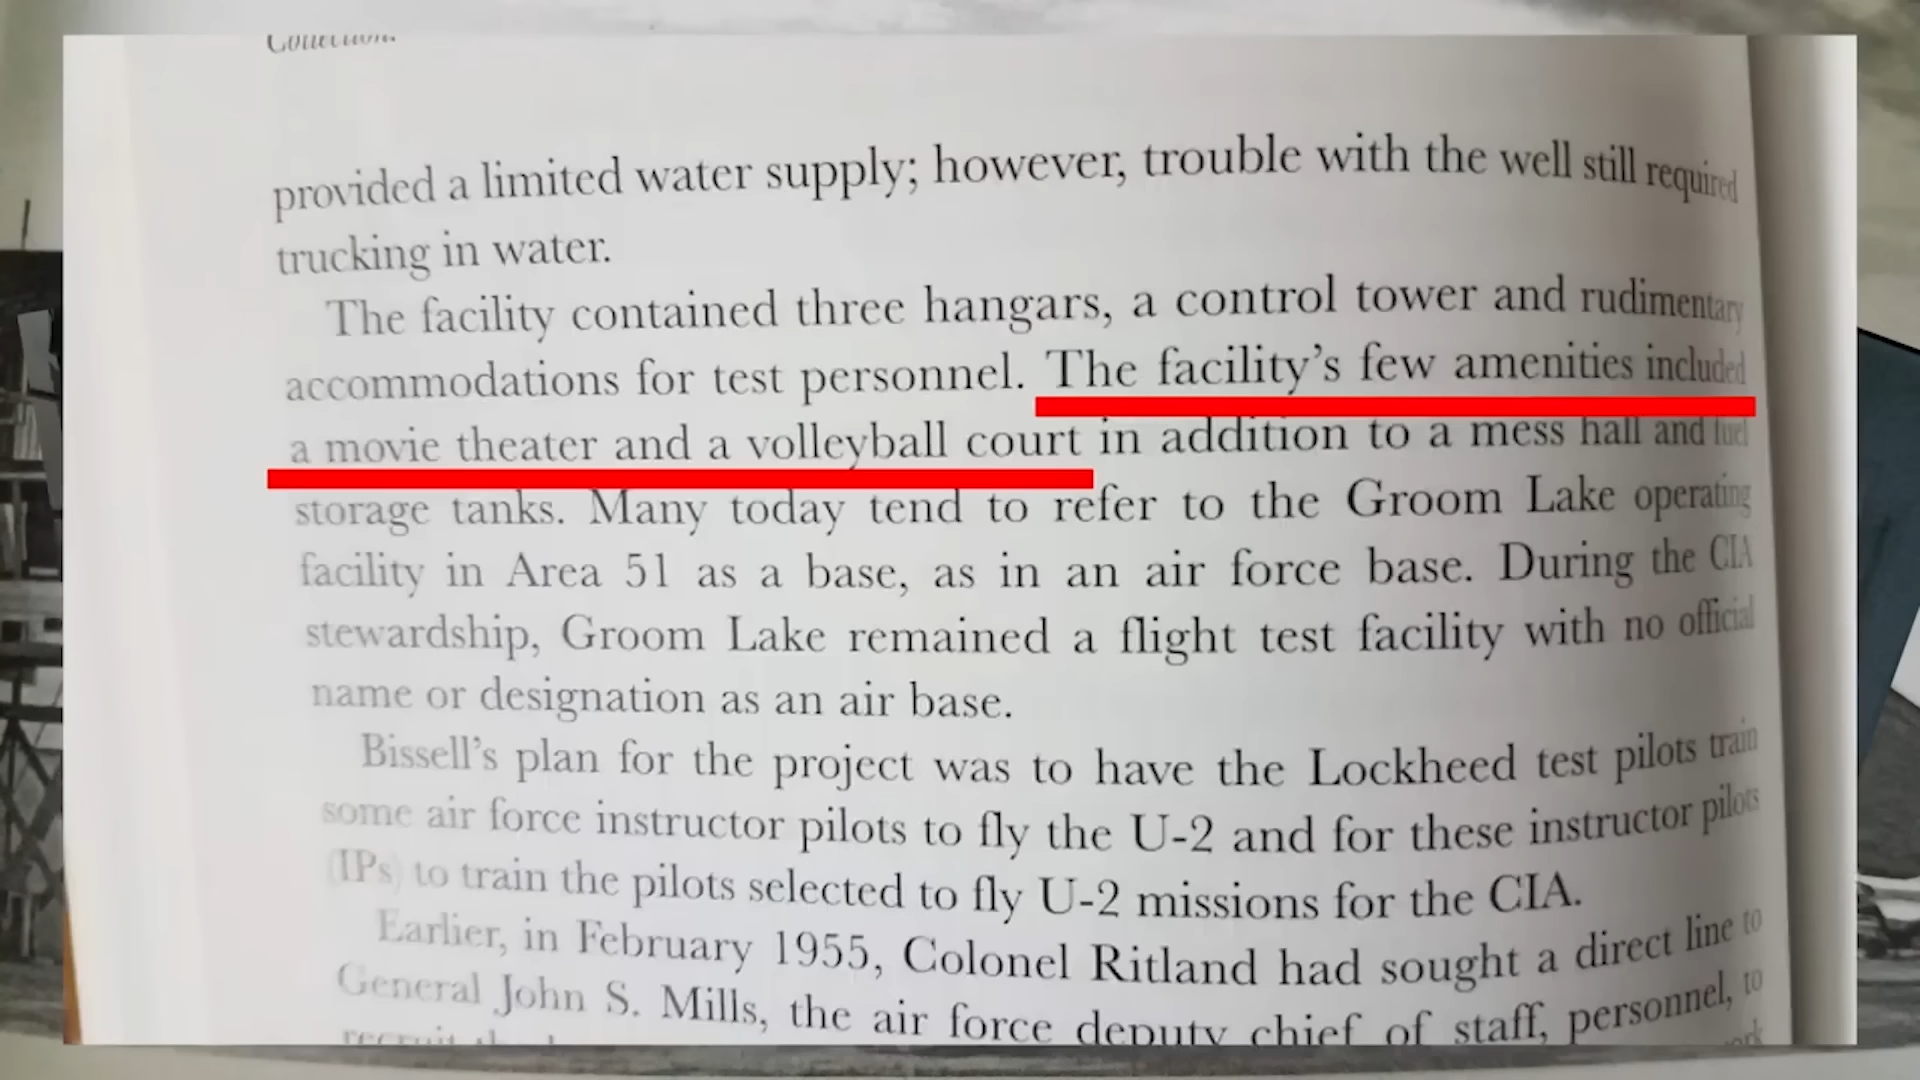 Collection.
provided a limited water supply; however, trouble with the well still required
trucking in water.
The facility contained three hangars, a control tower and rudimentary
accommodations for test personnel. The facility's few amenities included
a movie theater and a volleyball court in addition to a mess hall and fuel
storage tanks. Many today tend to refer to the Groom Lake operating
facility in Area 51 as a base, as in an air force base. During the CIA
stewardship, Groom Lake remained a flight test facility with no official
name or designation as an air base.
Bissell's plan for the project was to have the Lockheed test pilots train
some air force instructor pilots to fly the U-2 and for these instructor pilots
(IPs) to train the pilots selected to fly U-2 missions for the CIA.
Earlier, in February 1955, Colonel Ritland had sought a direct line to
General John S. Mills, the air force deputy chief of staff, personnel, to
recruit